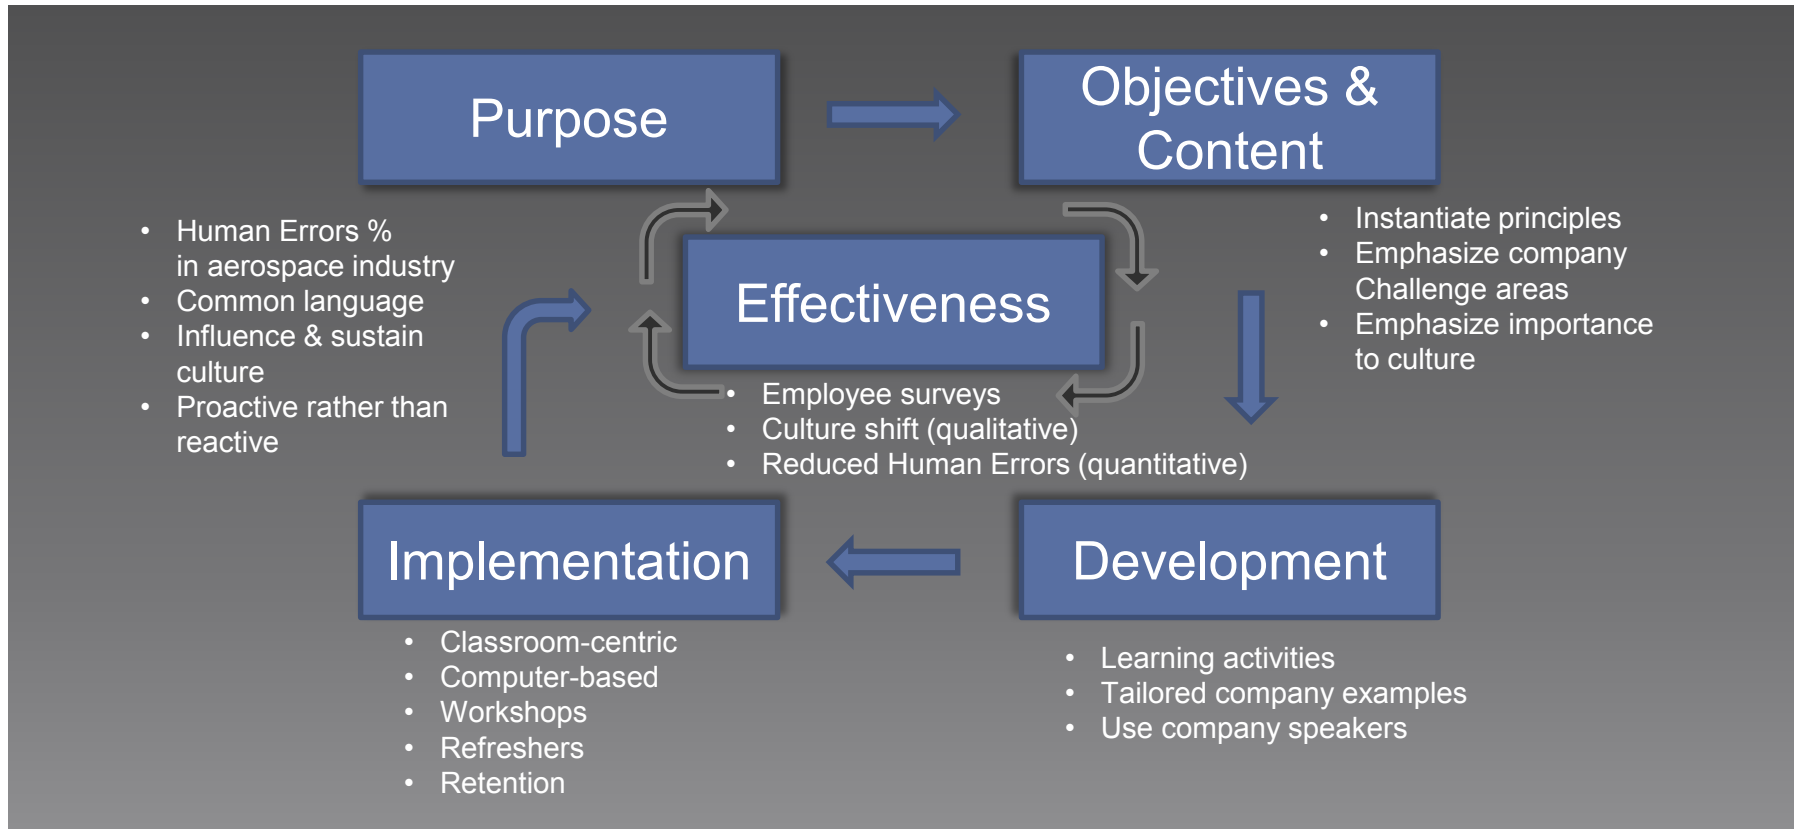 Purpose
Objectives &
Content
• Human Errors %
in aerospace industry
• Common language
• Influence & sustain
culture
• Proactive rather than
reactive
Effectiveness
• Employee surveys
• Culture shift (qualitative)
• Reduced Human Errors (quantitative)
• Instantiate principles
• Emphasize company
Challenge areas
• Emphasize importance
to culture
Implementation
• Classroom-centric
• Computer-based
• Workshops
• Refreshers
• Retention
Development
• Learning activities
• Tailored company examples
• Use company speakers